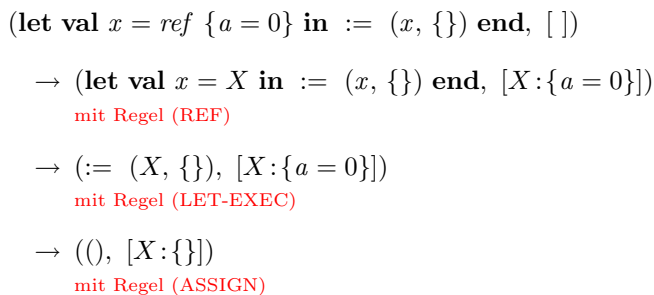 (let val x = ref {a = 0} in := (x, {}) end, [ ])
→ (let val x = X in := (x, {}) end, [X:{a = 0}])
mit Regel (REF)
→ (:= (X, {}), [X:{a = 0}])
mit Regel (LET-EXEC)
→ ((), [X:{}])
mit Regel (ASSIGN)